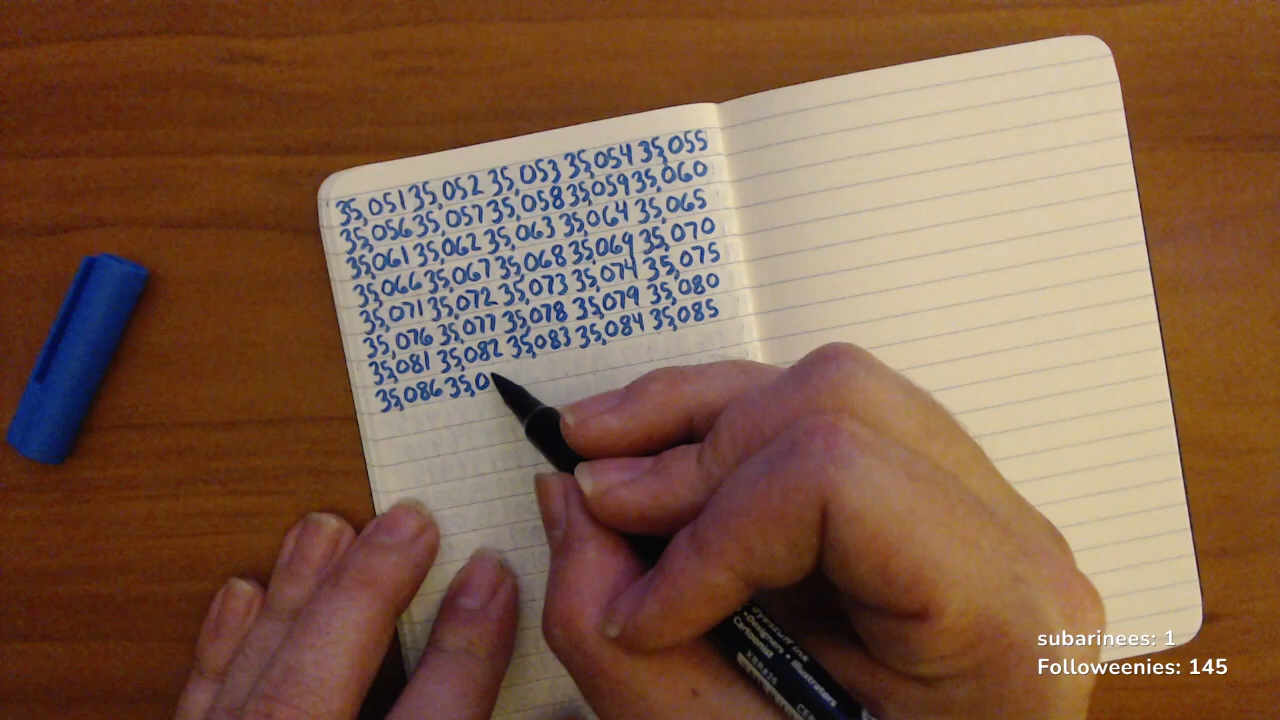 35,051 35,052 35,053 35,054 35,055
35,056 35,057 35,058 35,059 35,060
35,061 35,062 35,063 35,064 35,065
35,066 35,067 35,068 35,069 35,070
35,071 35,072 35,073 35,074 35,075
35,076 35,077 35,078 35,079 35,080
35,081 35,082 35,083 35,084 35,085
35,086 35,0
Designers • Illustrators
Cartoonist
subarinees: 1
Followeenies: 145